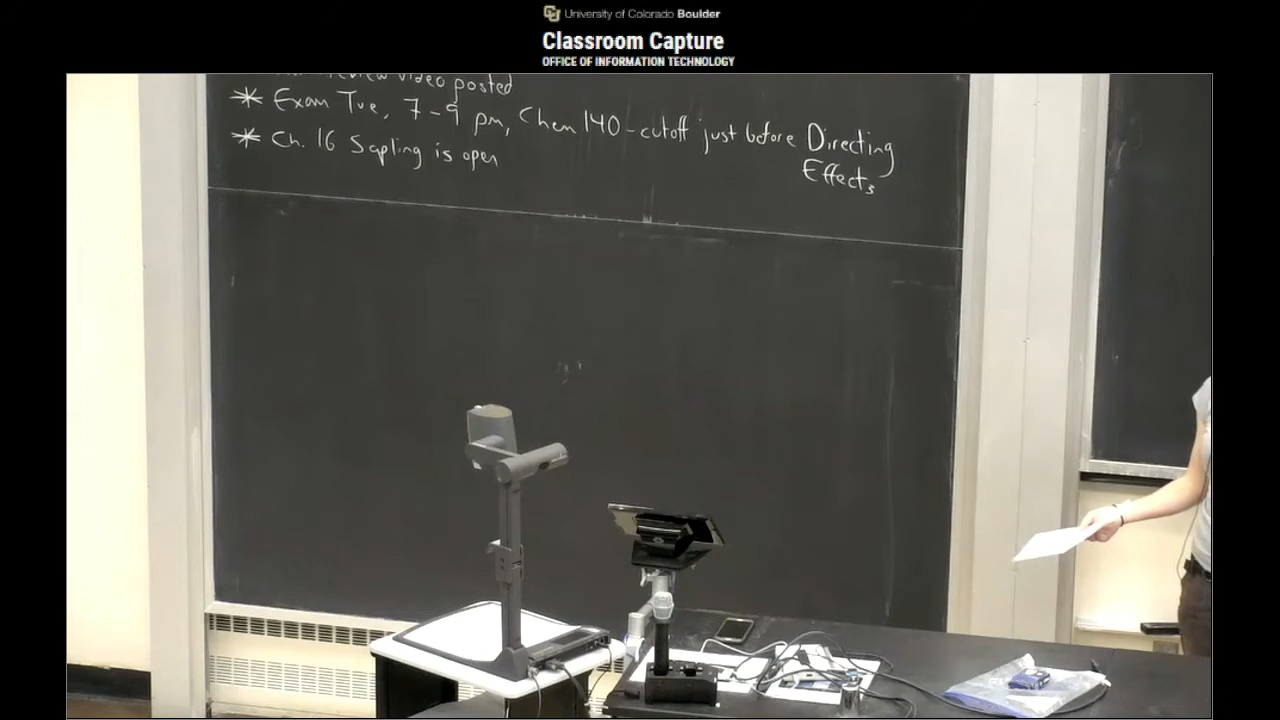 University of Colorado Boulder
Classroom Capture
OFFICE OF INFORMATION TECHNOLOGY
review video posted
* Exam Tue, 7-9 pm, Chem 140 - cutoff just before Directing
Effects
* Ch. 16 Sapling is open